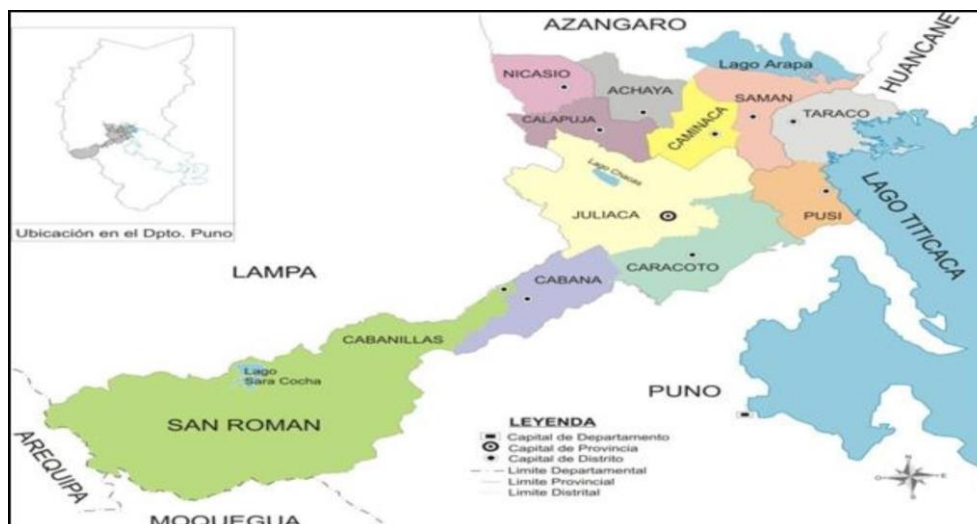 AZANGARO
HUANCANE
NICASIO
ACHAYA
Lago Arapa
CALAPUJA
CAMINACA
SAMAN
TARACO
Lago Chacas
LAGO TITICACA
JULIACA
PUSI
Ubicación en el Dpto. Puno
LAMPA
CABANA
CARACOTO
CABANILLAS
Lago
Sara Cocha
PUNO
SAN ROMAN
AREQUIPA
MOQUEGUA
LEYENDA
Capital de Departamento
Capital de Provincia
Capital de Distrito
Limite Departamental
Limite Provincial
Limite Distrital